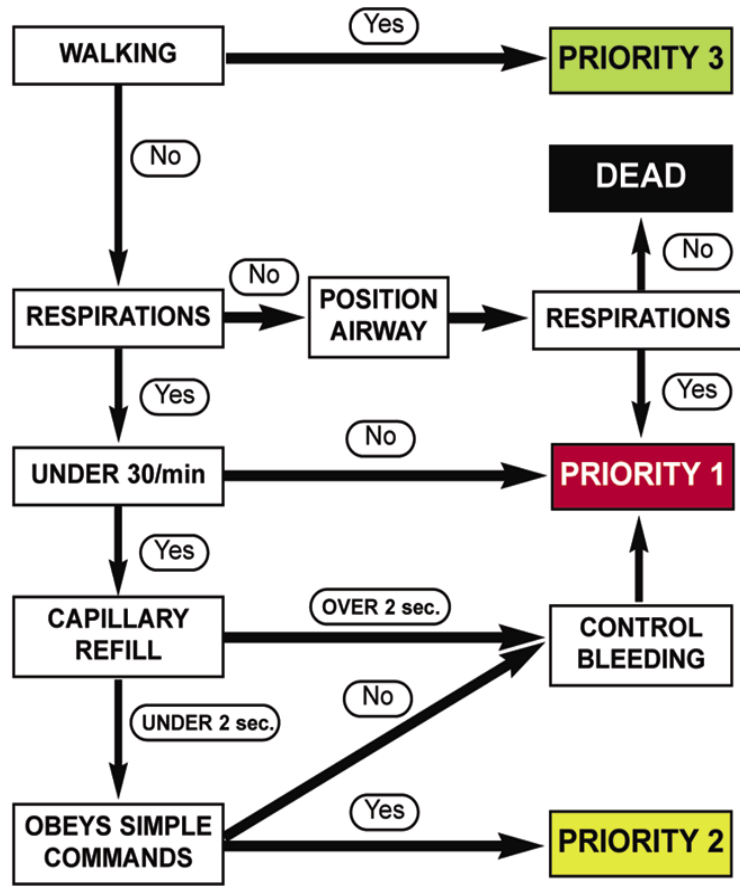 WALKING
Yes
PRIORITY 3
No
DEAD
No
No
RESPIRATIONS
POSITION
AIRWAY
RESPIRATIONS
Yes
Yes
No
UNDER 30/min
PRIORITY 1
Yes
CAPILLARY
REFILL
OVER 2 sec.
CONTROL
BLEEDING
No
UNDER 2 sec.
OBEYS SIMPLE
COMMANDS
Yes
PRIORITY 2